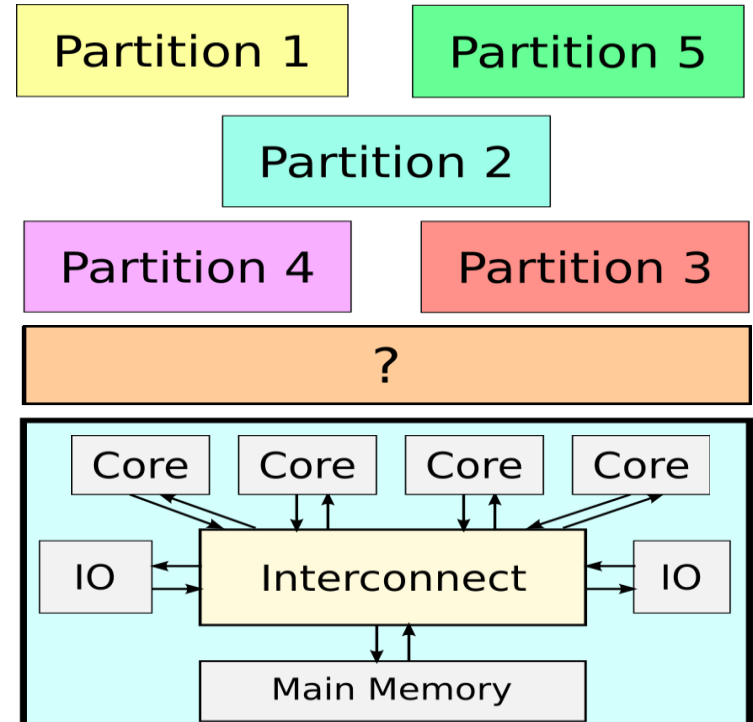 Partition 1
Partition 5
Partition 2
Partition 4
Partition 3
?
Core
Core
Core
Core
IO
Interconnect
IO
Main Memory